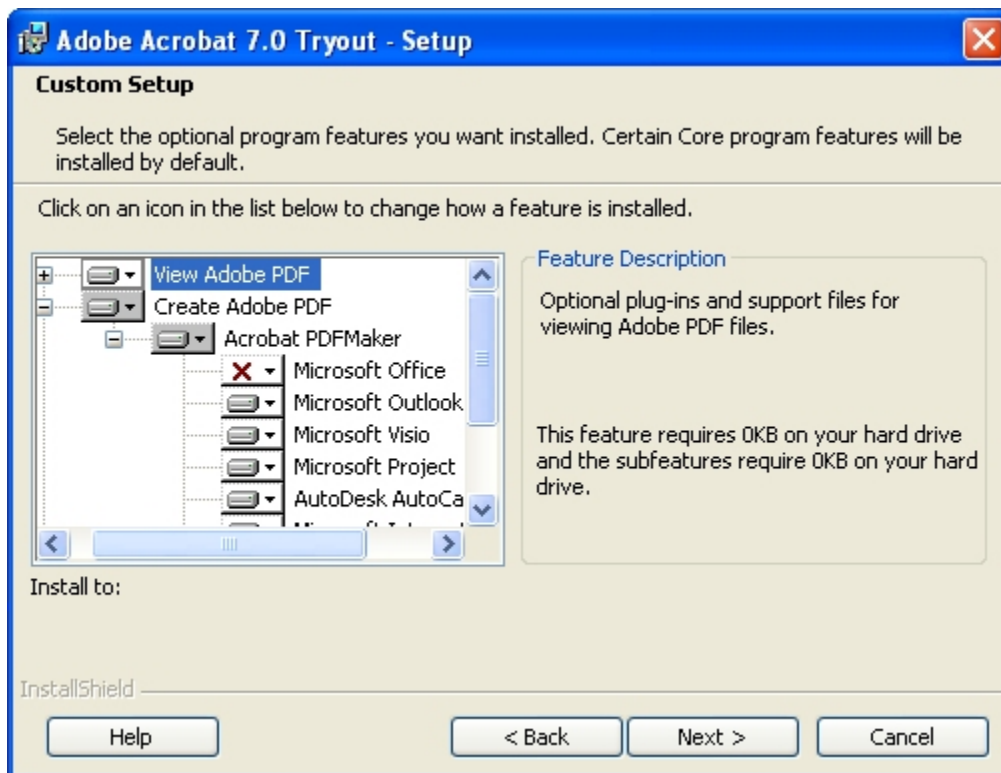 Adobe Acrobat 7.0 Tryout - Setup
Custom Setup
Select the optional program features you want installed. Certain Core program features will be
installed by default.
Click on an icon in the list below to change how a feature is installed.
View Adobe PDF
Create Adobe PDF
Acrobat PDFMaker
Microsoft Office
Microsoft Outlook
Microsoft Visio
Microsoft Project
AutoDesk AutoCa
Feature Description
Optional plug-ins and support files for
viewing Adobe PDF files.
This feature requires 0KB on your hard drive
and the subfeatures require 0KB on your hard
drive.
Install to:
InstallShield
Help
< Back
Next >
Cancel